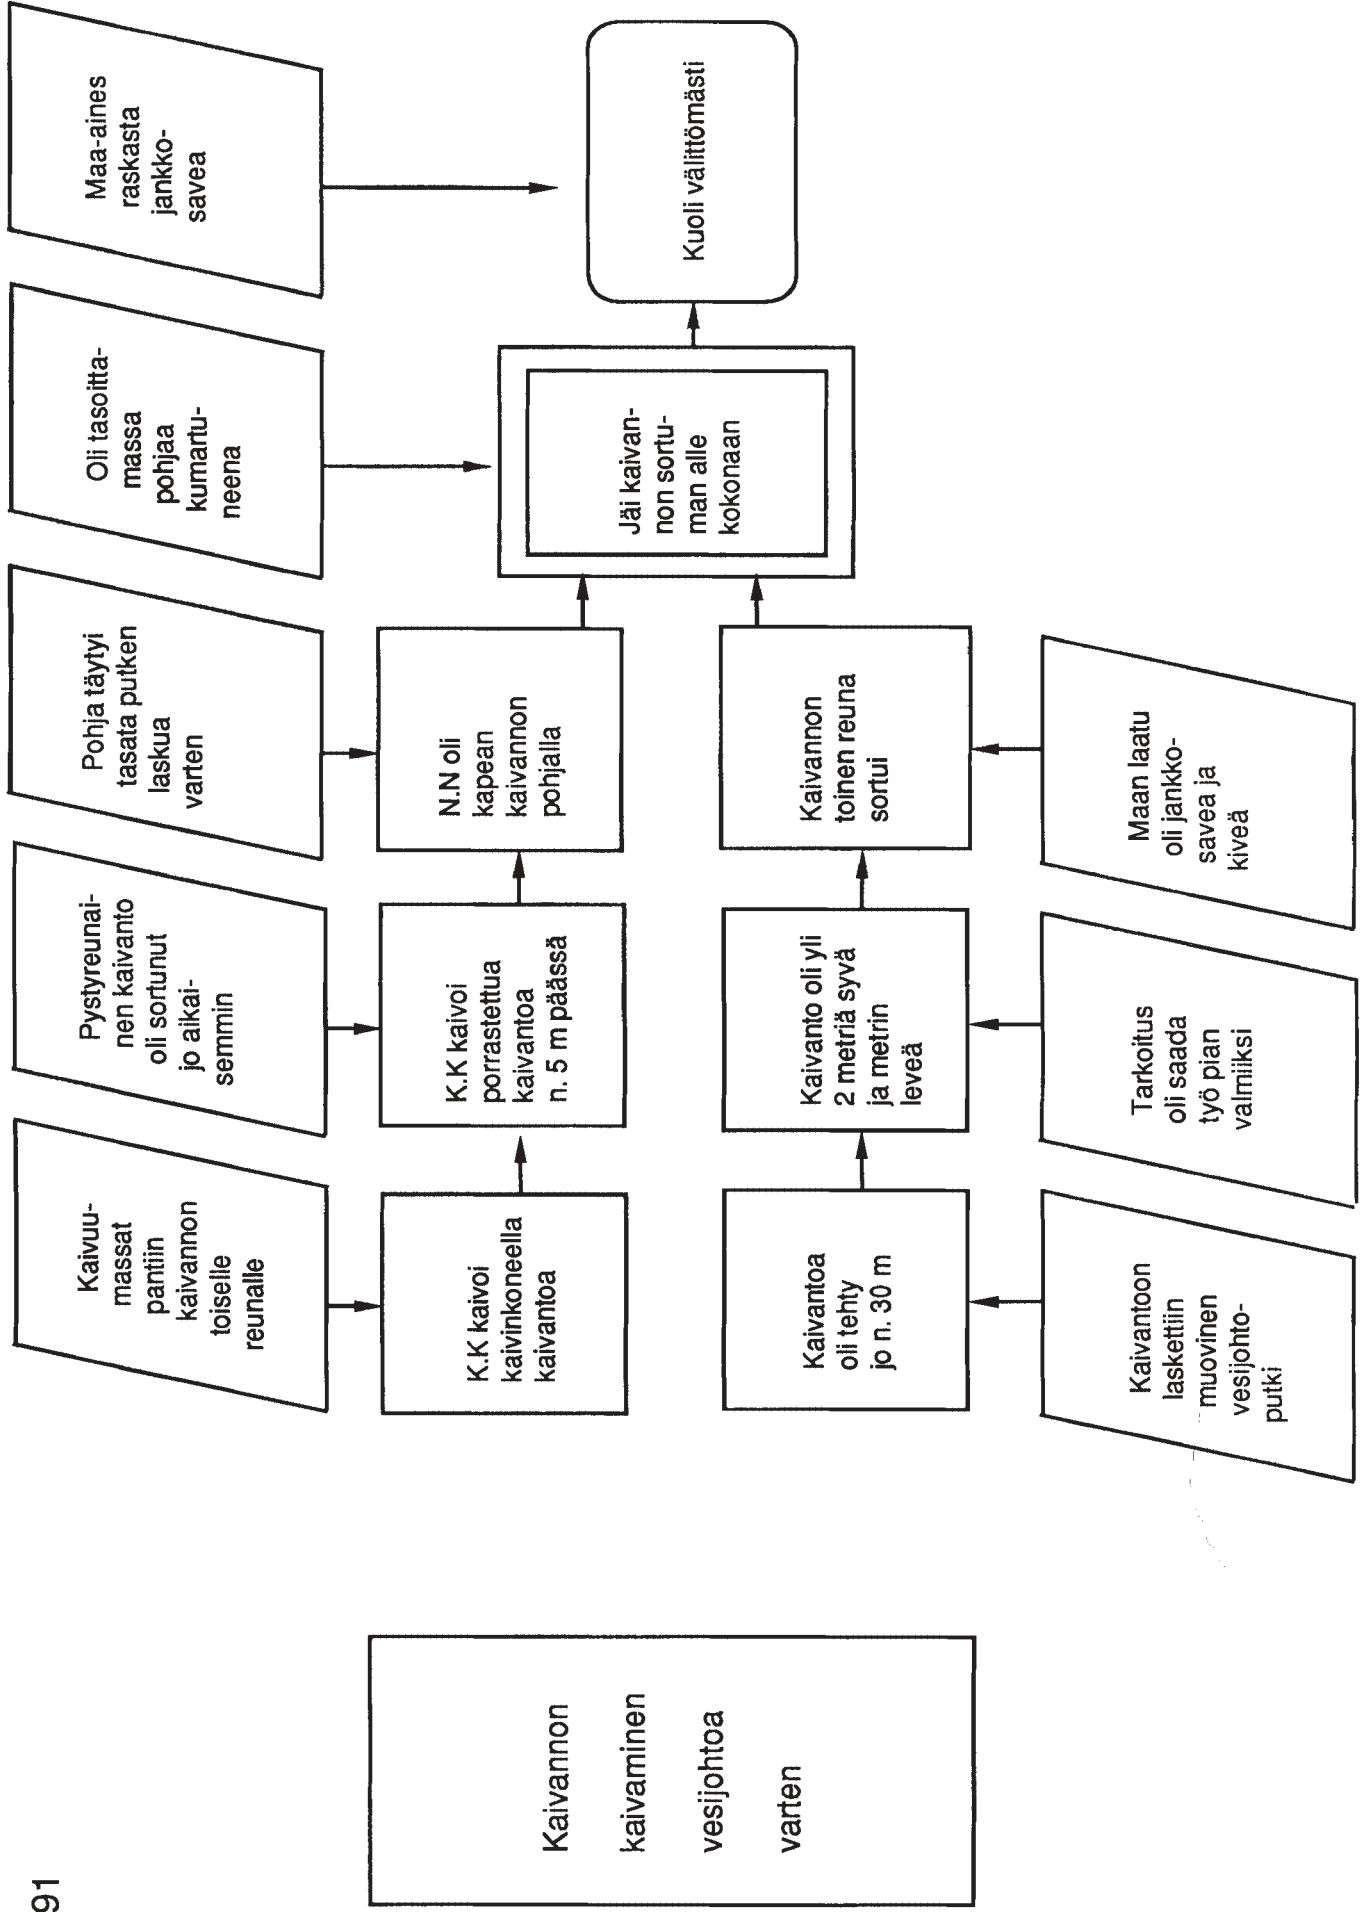 91
Kaivannon
kaivaminen
vesijohtoa
varten
Kaivuu-
massat
pantiin
kaivannon
toiselle
reunalle
Pystyreunai-
nen kaivanto
oli sortunut
jo aikai-
semmin
Pohja täytyi
tasata putken
laskua
varten
Oli tasoitta-
massa
pohjaa
kumartu-
neena
Maa-aines
raskasta
jankko-
savea
K.K kaivoi
kaivinkoneella
kaivantoa
K.K kaivoi
porrastettua
kaivantoa
n. 5 m päässä
N.N oli
kapean
kaivannon
pohjalla
Jäi kaivan-
non sortu-
man alle
kokonaan
Kuoli välittömästi
Kaivantoa
oli tehty
jo n. 30 m
Kaivanto oli yli
2 metriä syvä
ja metrin
leveä
Kaivannon
toinen reuna
sortui
Kaivantoon
laskettiin
muovinen
vesijohto-
putki
Tarkoitus
oli saada
työ pian
valmiiksi
Maan laatu
oli jankko-
savea ja
kiveä